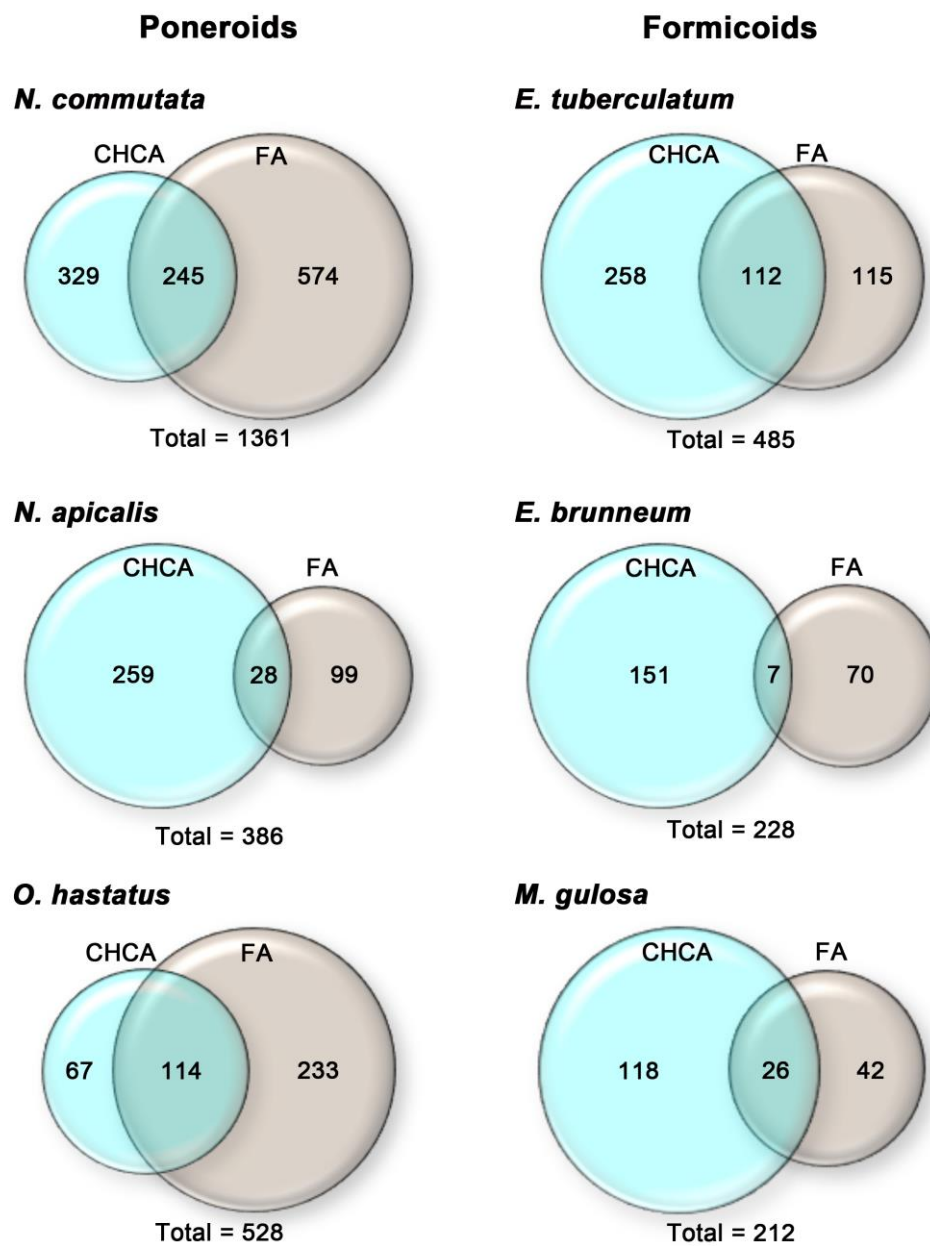 Poneroids
Formicoids
N. commutata
E. tuberculatum
CHCA
FA
CHCA
FA
329
245
574
258
112
115
Total = 1361
Total = 485
N. apicalis
E. brunneum
CHCA
FA
CHCA
FA
259
28
99
151
7
70
Total = 386
Total = 228
O. hastatus
M. gulosa
CHCA
FA
CHCA
FA
67
114
233
118
26
42
Total = 528
Total = 212